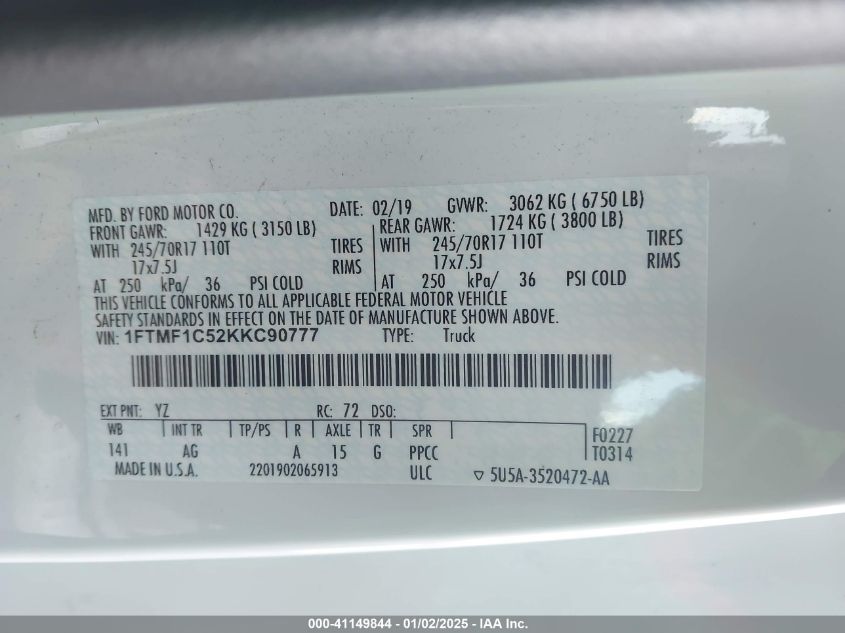 MFD. BY FORD MOTOR CO. DATE: 02/19 GVWR: 3062 KG ( 6750 LB)
FRONT GAWR: 1429 KG ( 3150 LB) REAR GAWR: 1724 KG ( 3800 LB)
WITH 245/70R17 110T TIRES WITH 245/70R17 110T TIRES
17x7.5J RIMS 17x7.5J RIMS
AT 250 kPa/ 36 PSI COLD AT 250 kPa/ 36 PSI COLD
THIS VEHICLE CONFORMS TO ALL APPLICABLE FEDERAL MOTOR VEHICLE
SAFETY STANDARDS IN EFFECT ON THE DATE OF MANUFACTURE SHOWN ABOVE.
VIN: 1FTMF1C52KKC90777 TYPE: Truck
EXT PNT: YZ RC: 72 DSO:
WB INT TR TP/PS R AXLE TR SPR F0227
141 AG A 15 G PPCC T0314
MADE IN U.S.A. 2201902065913 ULC ▽ 5U5A-3520472-AA
000-41149844 - 01/02/2025 - IAA Inc.